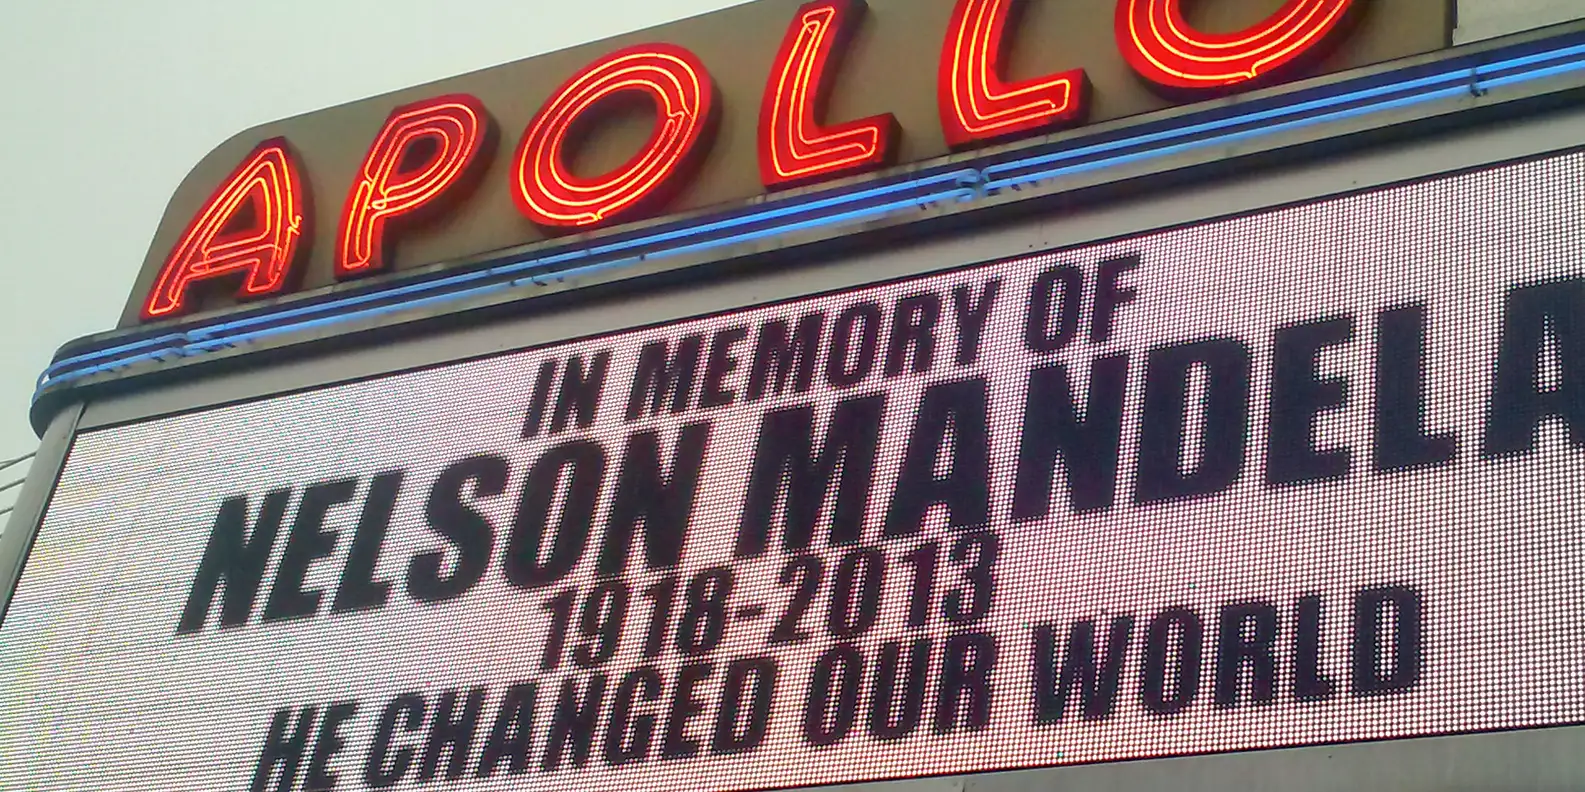 APOLLO
IN MEMORY OF
NELSON MANDELA
1918-2013
HE CHANGED OUR WORLD